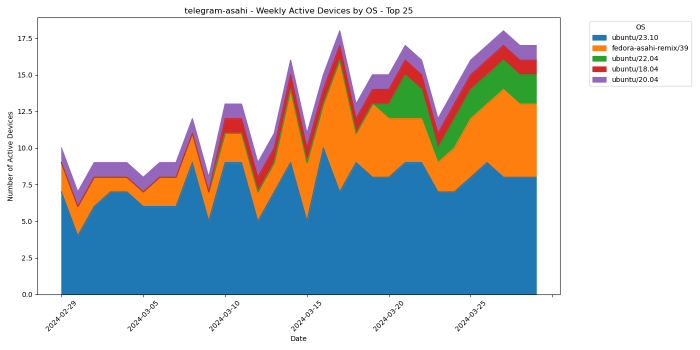 telegram-asahi - Weekly Active Devices by OS - Top 25
Number of Active Devices
17.5
15.0
12.5
10.0
7.5
5.0
2.5
0.0
2024-02-29
2024-03-05
2024-03-10
2024-03-15
2024-03-20
2024-03-25
Date
OS
ubuntu/23.10
fedora-asahi-remix/39
ubuntu/22.04
ubuntu/18.04
ubuntu/20.04